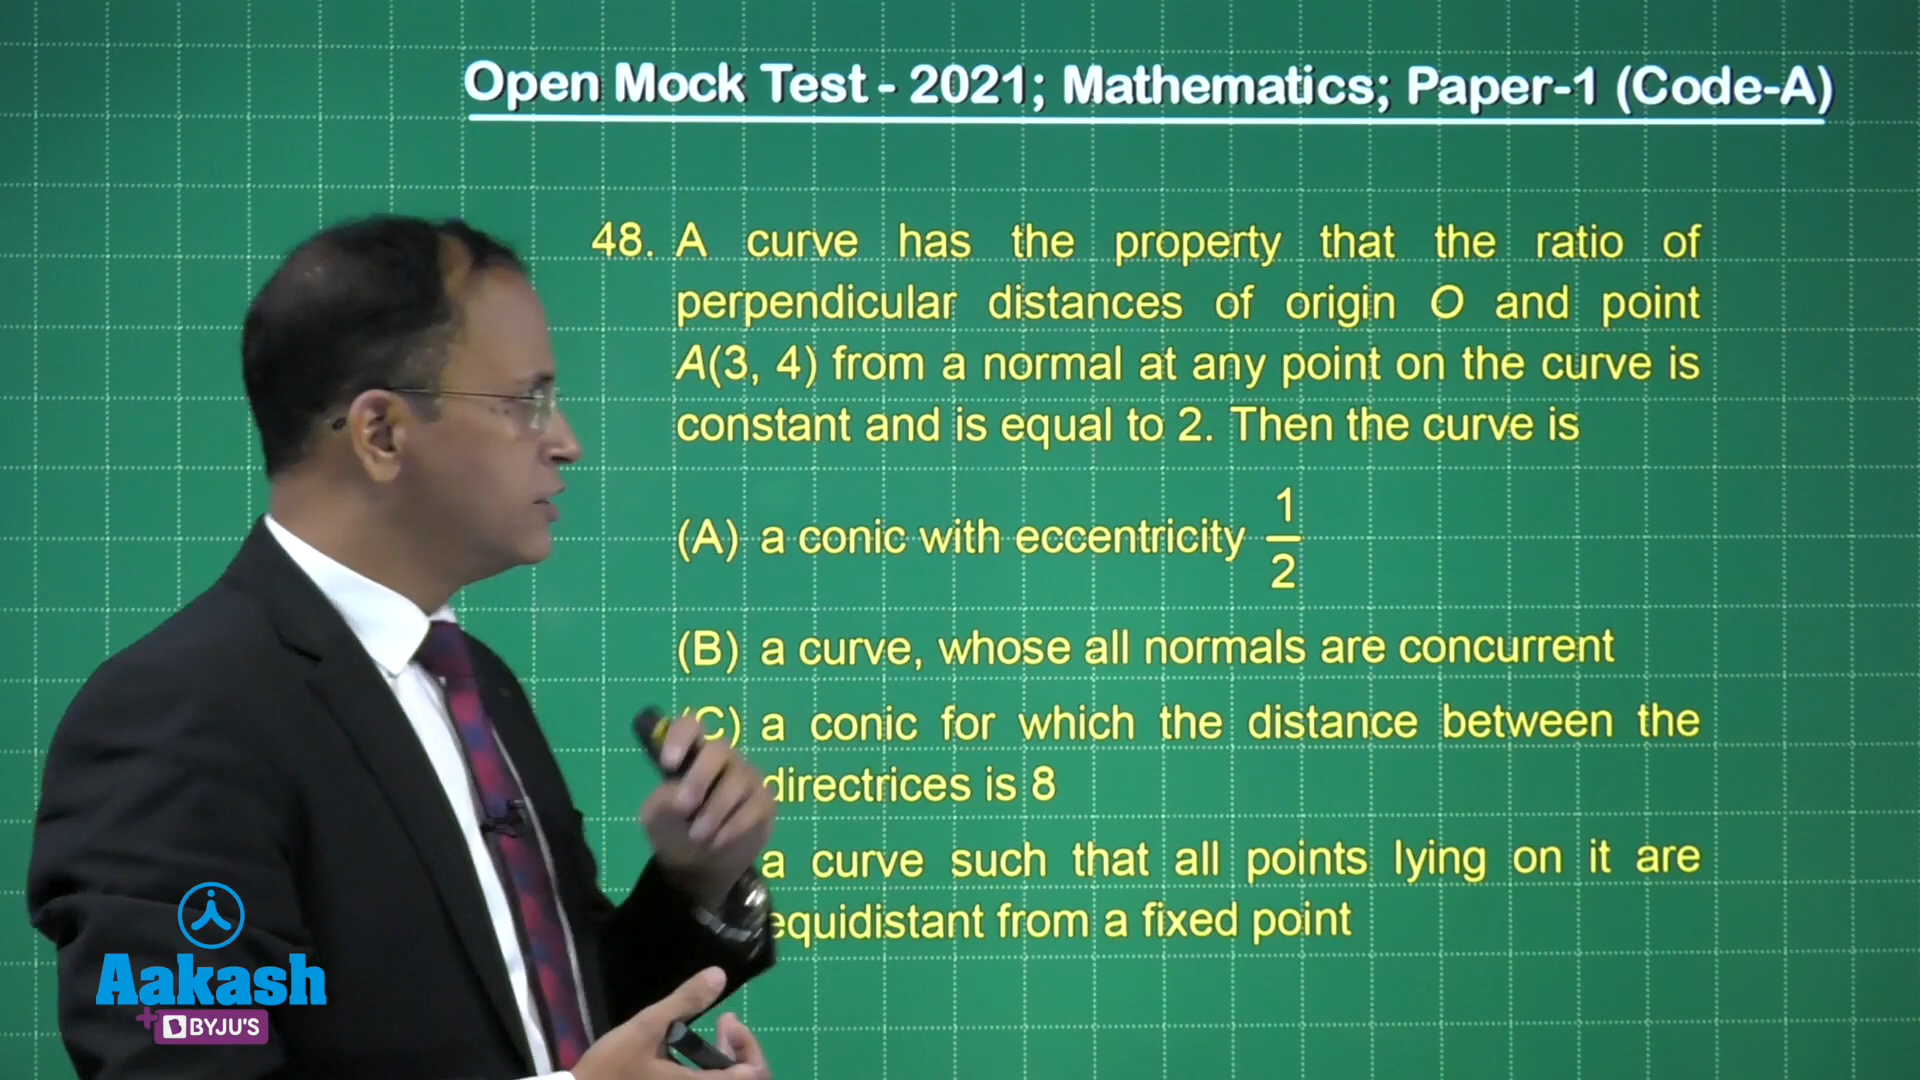 Open Mock Test - 2021; Mathematics; Paper-1 (Code-A)
48. A curve has the property that the ratio of
perpendicular distances of origin O and point
A(3, 4) from a normal at any point on the curve is
constant and is equal to 2. Then the curve is
(A) a conic with eccentricity 1/2
(B) a curve, whose all normals are concurrent
(C) a conic for which the distance between the
directrices is 8
a curve such that all points lying on it are
equidistant from a fixed point
Aakash
+ BYJU'S